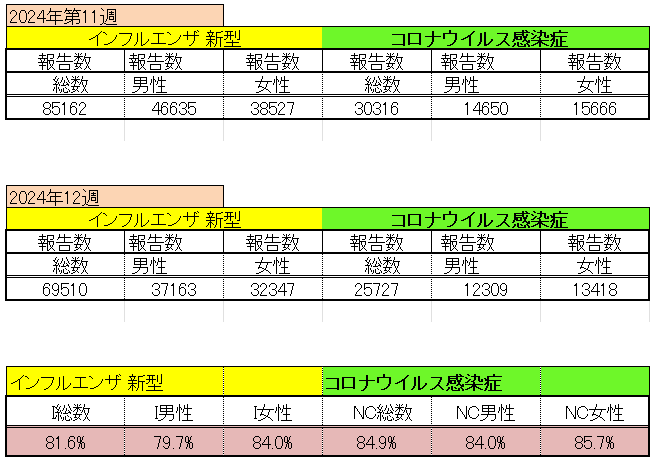 2024年第11週
インフルエンザ 新型 コロナウイルス感染症
報告数 報告数 報告数 報告数 報告数 報告数
総数 男性 女性 総数 男性 女性
85162 46635 38527 30316 14650 15666
2024年12週
インフルエンザ 新型 コロナウイルス感染症
報告数 報告数 報告数 報告数 報告数 報告数
総数 男性 女性 総数 男性 女性
69510 37163 32347 25727 12309 13418
インフルエンザ 新型 コロナウイルス感染症
I総数 I男性 I女性 NC総数 NC男性 NC女性
81.6% 79.7% 84.0% 84.9% 84.0% 85.7%